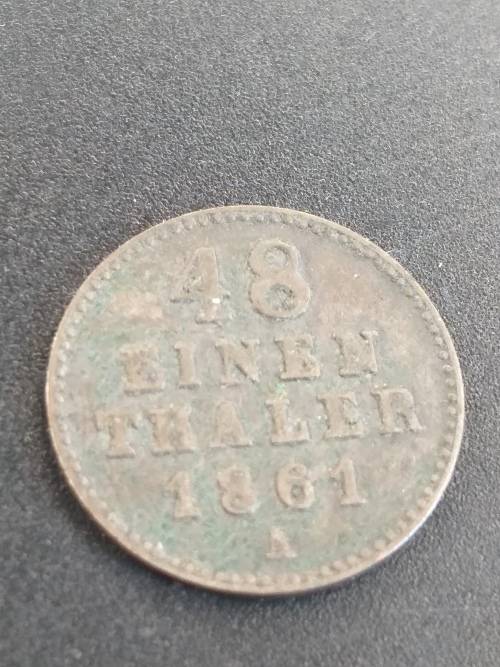 48
EINEN
THALER
1861
A